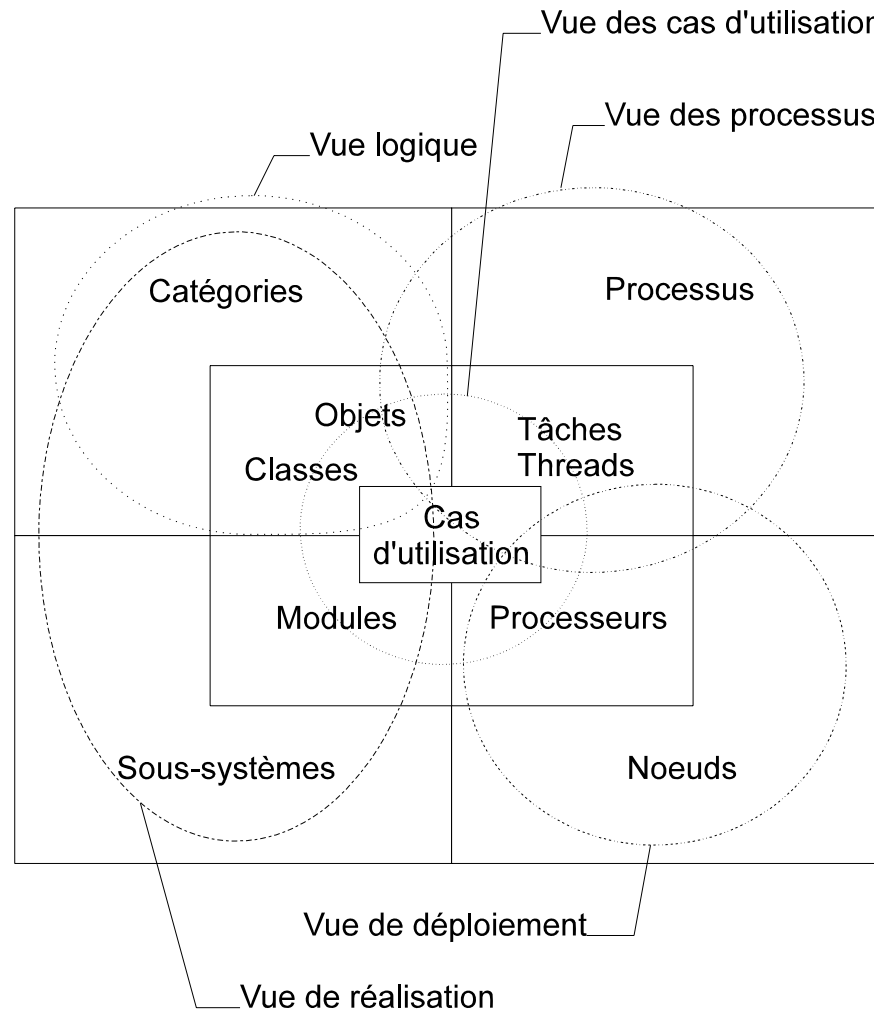 Vue des cas d'utilisation
Vue des processus
Vue logique
Catégories
Processus
Objets
Tâches
Classes
Threads
Cas
d'utilisation
Modules
Processeurs
Sous-systèmes
Noeuds
Vue de déploiement
Vue de réalisation